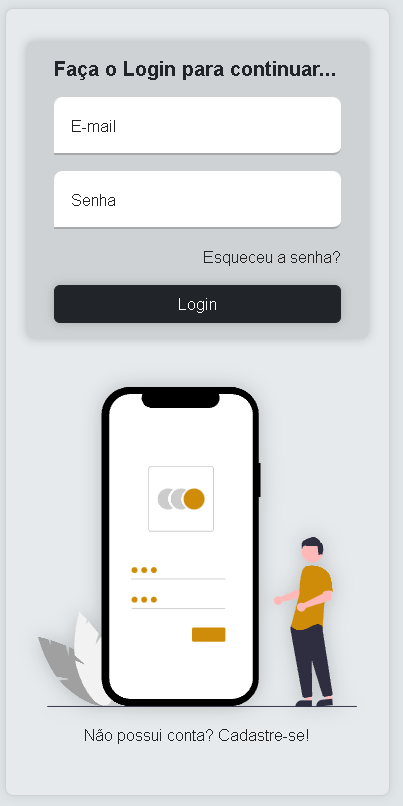 Faça o Login para continuar...
E-mail
Senha
Esqueceu a senha?
Login
Não possui conta? Cadastre-se!